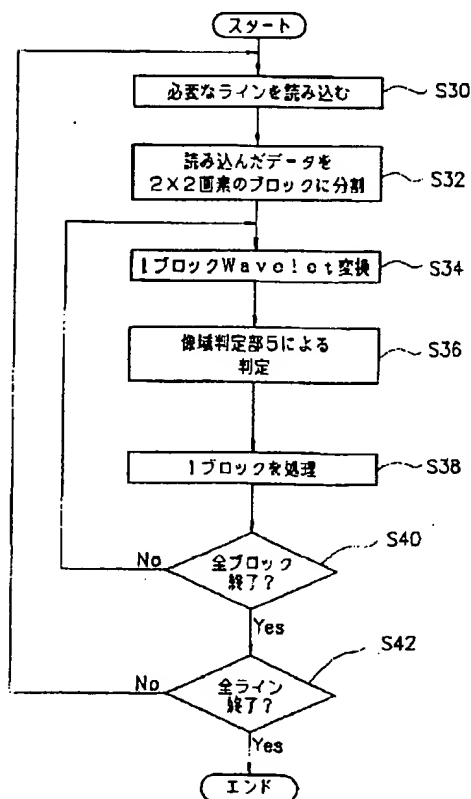 スタート
必要なラインを読み込む
S30
読み込んだデータを
2×2画素のブロックに分割
S32
1ブロックWavelet変換
S34
像域判定部5による
判定
S36
1ブロックを処理
S38
全ブロック
終了?
S40
No
Yes
全ライン
終了?
S42
No
Yes
エンド